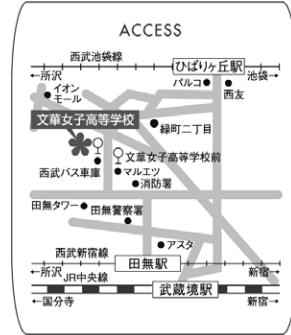 ACCESS
西武池袋線
ひばりヶ丘駅
←所沢
池袋→
パルコ
西友
イオン
モール
文華女子高等学校
緑町二丁目
文華女子高等学校前
マルエツ
西武バス車庫
消防署
田無タワー
田無警察署
アスタ
西武新宿線
←所沢
田無駅
新宿→
JR中央線
武蔵境駅
←国分寺
新宿→